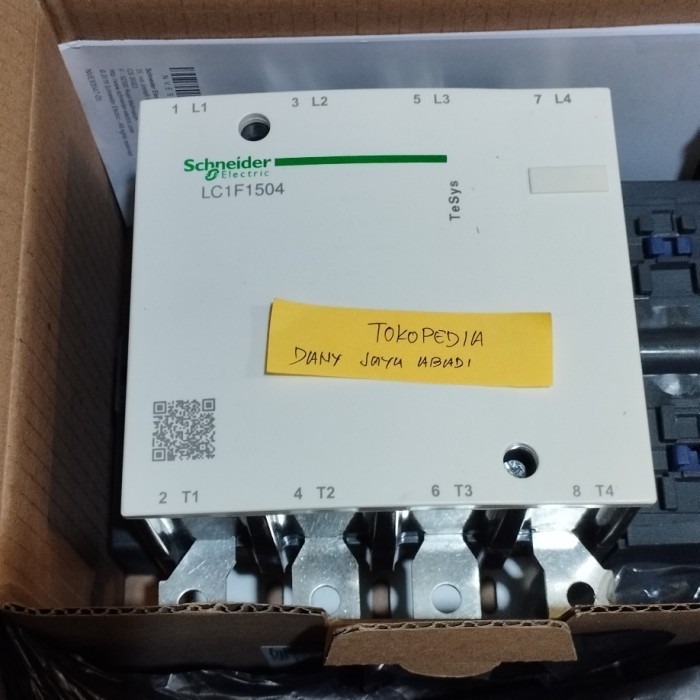 1 L1 3 L2 5 L3 7 L4
Schneider
Electric
LC1F1504
TeSys
TOKOPEDIA
DANY JAYA ABADI
2 T1 4 T2 6 T3 8 T4